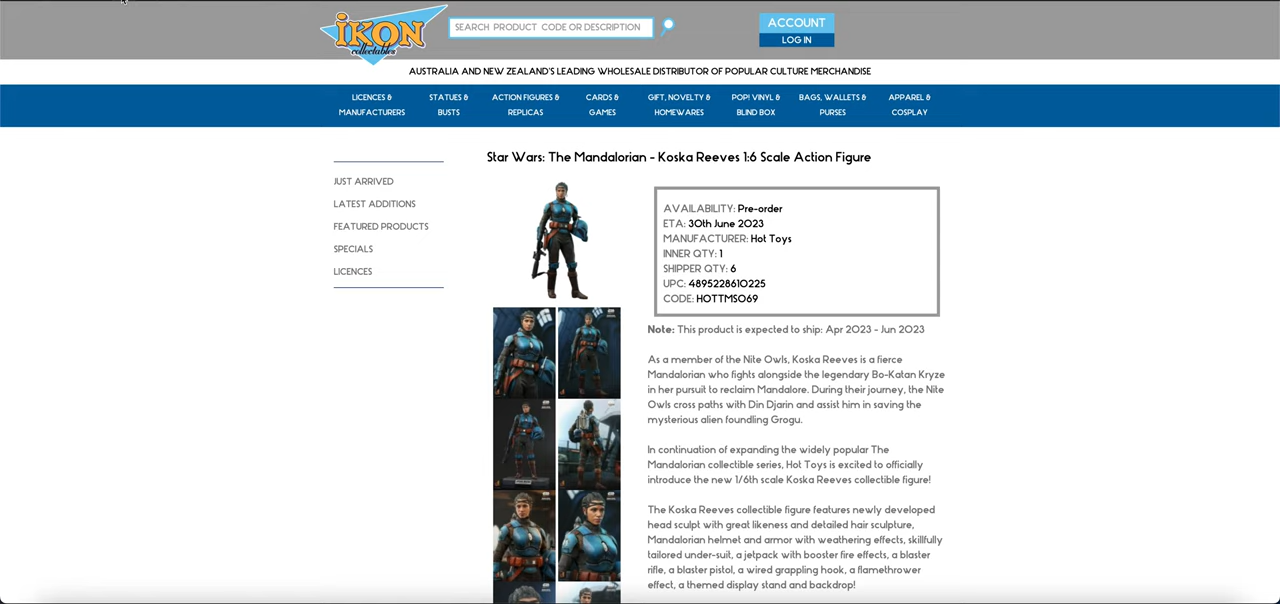 iKON
collectables
SEARCH PRODUCT CODE OR DESCRIPTION
ACCOUNT
LOG IN
AUSTRALIA AND NEW ZEALAND'S LEADING WHOLESALE DISTRIBUTOR OF POPULAR CULTURE MERCHANDISE
LICENCES &
MANUFACTURERS
STATUES &
BUSTS
ACTION FIGURES &
REPLICAS
CARDS &
GAMES
GIFT, NOVELTY &
HOMEWARES
POP! VINYL &
BLIND BOX
BAGS, WALLETS &
PURSES
APPAREL &
COSPLAY
JUST ARRIVED
LATEST ADDITIONS
FEATURED PRODUCTS
SPECIALS
LICENCES
Star Wars: The Mandalorian - Koska Reeves 1:6 Scale Action Figure
AVAILABILITY: Pre-order
ETA: 30th June 2023
MANUFACTURER: Hot Toys
INNER QTY: 1
SHIPPER QTY: 6
UPC: 4895228610225
CODE: HOTTMS069
Note: This product is expected to ship: Apr 2023 - Jun 2023
As a member of the Nite Owls, Koska Reeves is a fierce
Mandalorian who fights alongside the legendary Bo-Katan Kryze
in her pursuit to reclaim Mandalore. During their journey, the Nite
Owls cross paths with Din Djarin and assist him in saving the
mysterious alien foundling Grogu.
In continuation of expanding the widely popular The
Mandalorian collectible series, Hot Toys is excited to officially
introduce the new 1/6th scale Koska Reeves collectible figure!
The Koska Reeves collectible figure features newly developed
head sculpt with great likeness and detailed hair sculpture,
Mandalorian helmet and armor with weathering effects, skillfully
tailored under-suit, a jetpack with booster fire effects, a blaster
rifle, a blaster pistol, a wired grappling hook, a flamethrower
effect, a themed display stand and backdrop!